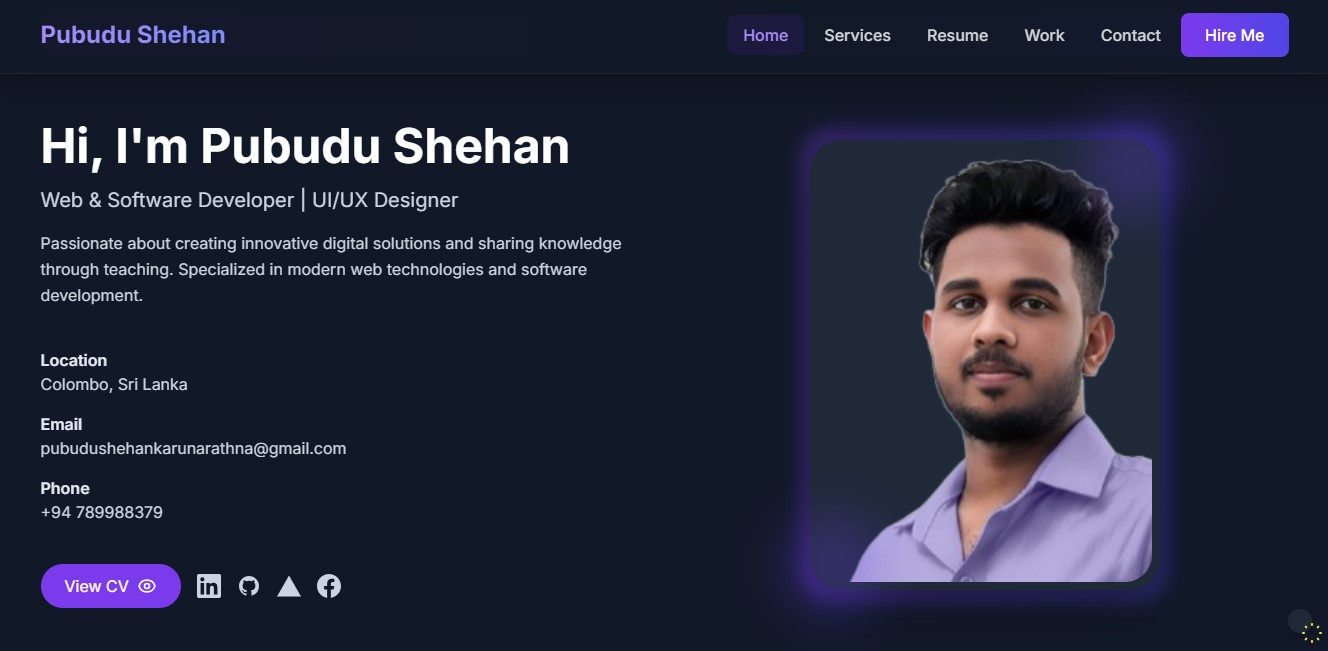 Pubudu Shehan
Home
Services
Resume
Work
Contact
Hire Me
Hi, I'm Pubudu Shehan
Web & Software Developer | UI/UX Designer
Passionate about creating innovative digital solutions and sharing knowledge
through teaching. Specialized in modern web technologies and software
development.
Location
Colombo, Sri Lanka
Email
pubudushehankarunarathna@gmail.com
Phone
+94 789988379
View CV